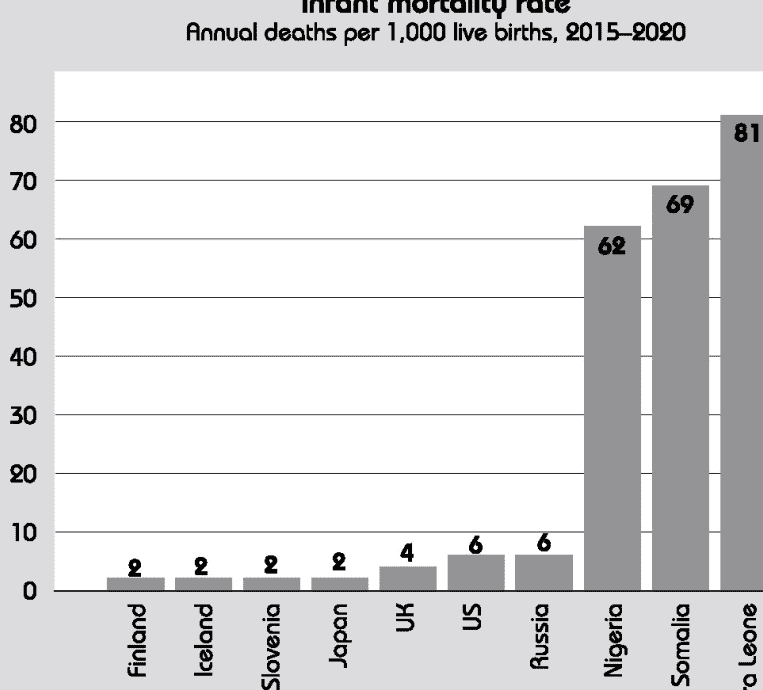 Infant mortality rate
Annual deaths per 1,000 live births, 2015–2020
80
70
60
50
40
30
20
10
0
2
2
2
2
4
6
6
62
69
81
Finland
Iceland
Slovenia
Japan
UK
US
Russia
Nigeria
Somalia
ra Leone